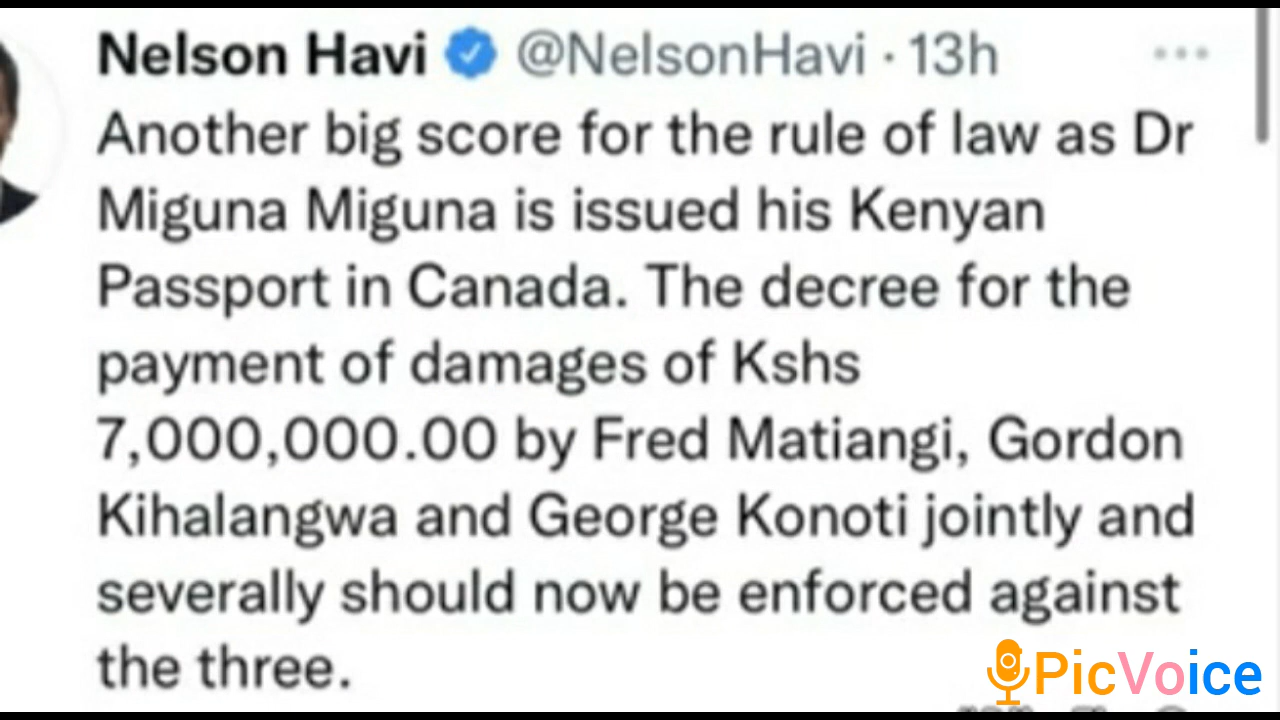 Nelson Havi @NelsonHavi · 13h
Another big score for the rule of law as Dr
Miguna Miguna is issued his Kenyan
Passport in Canada. The decree for the
payment of damages of Kshs
7,000,000.00 by Fred Matiangi, Gordon
Kihalangwa and George Konoti jointly and
severally should now be enforced against
the three.
PicVoice